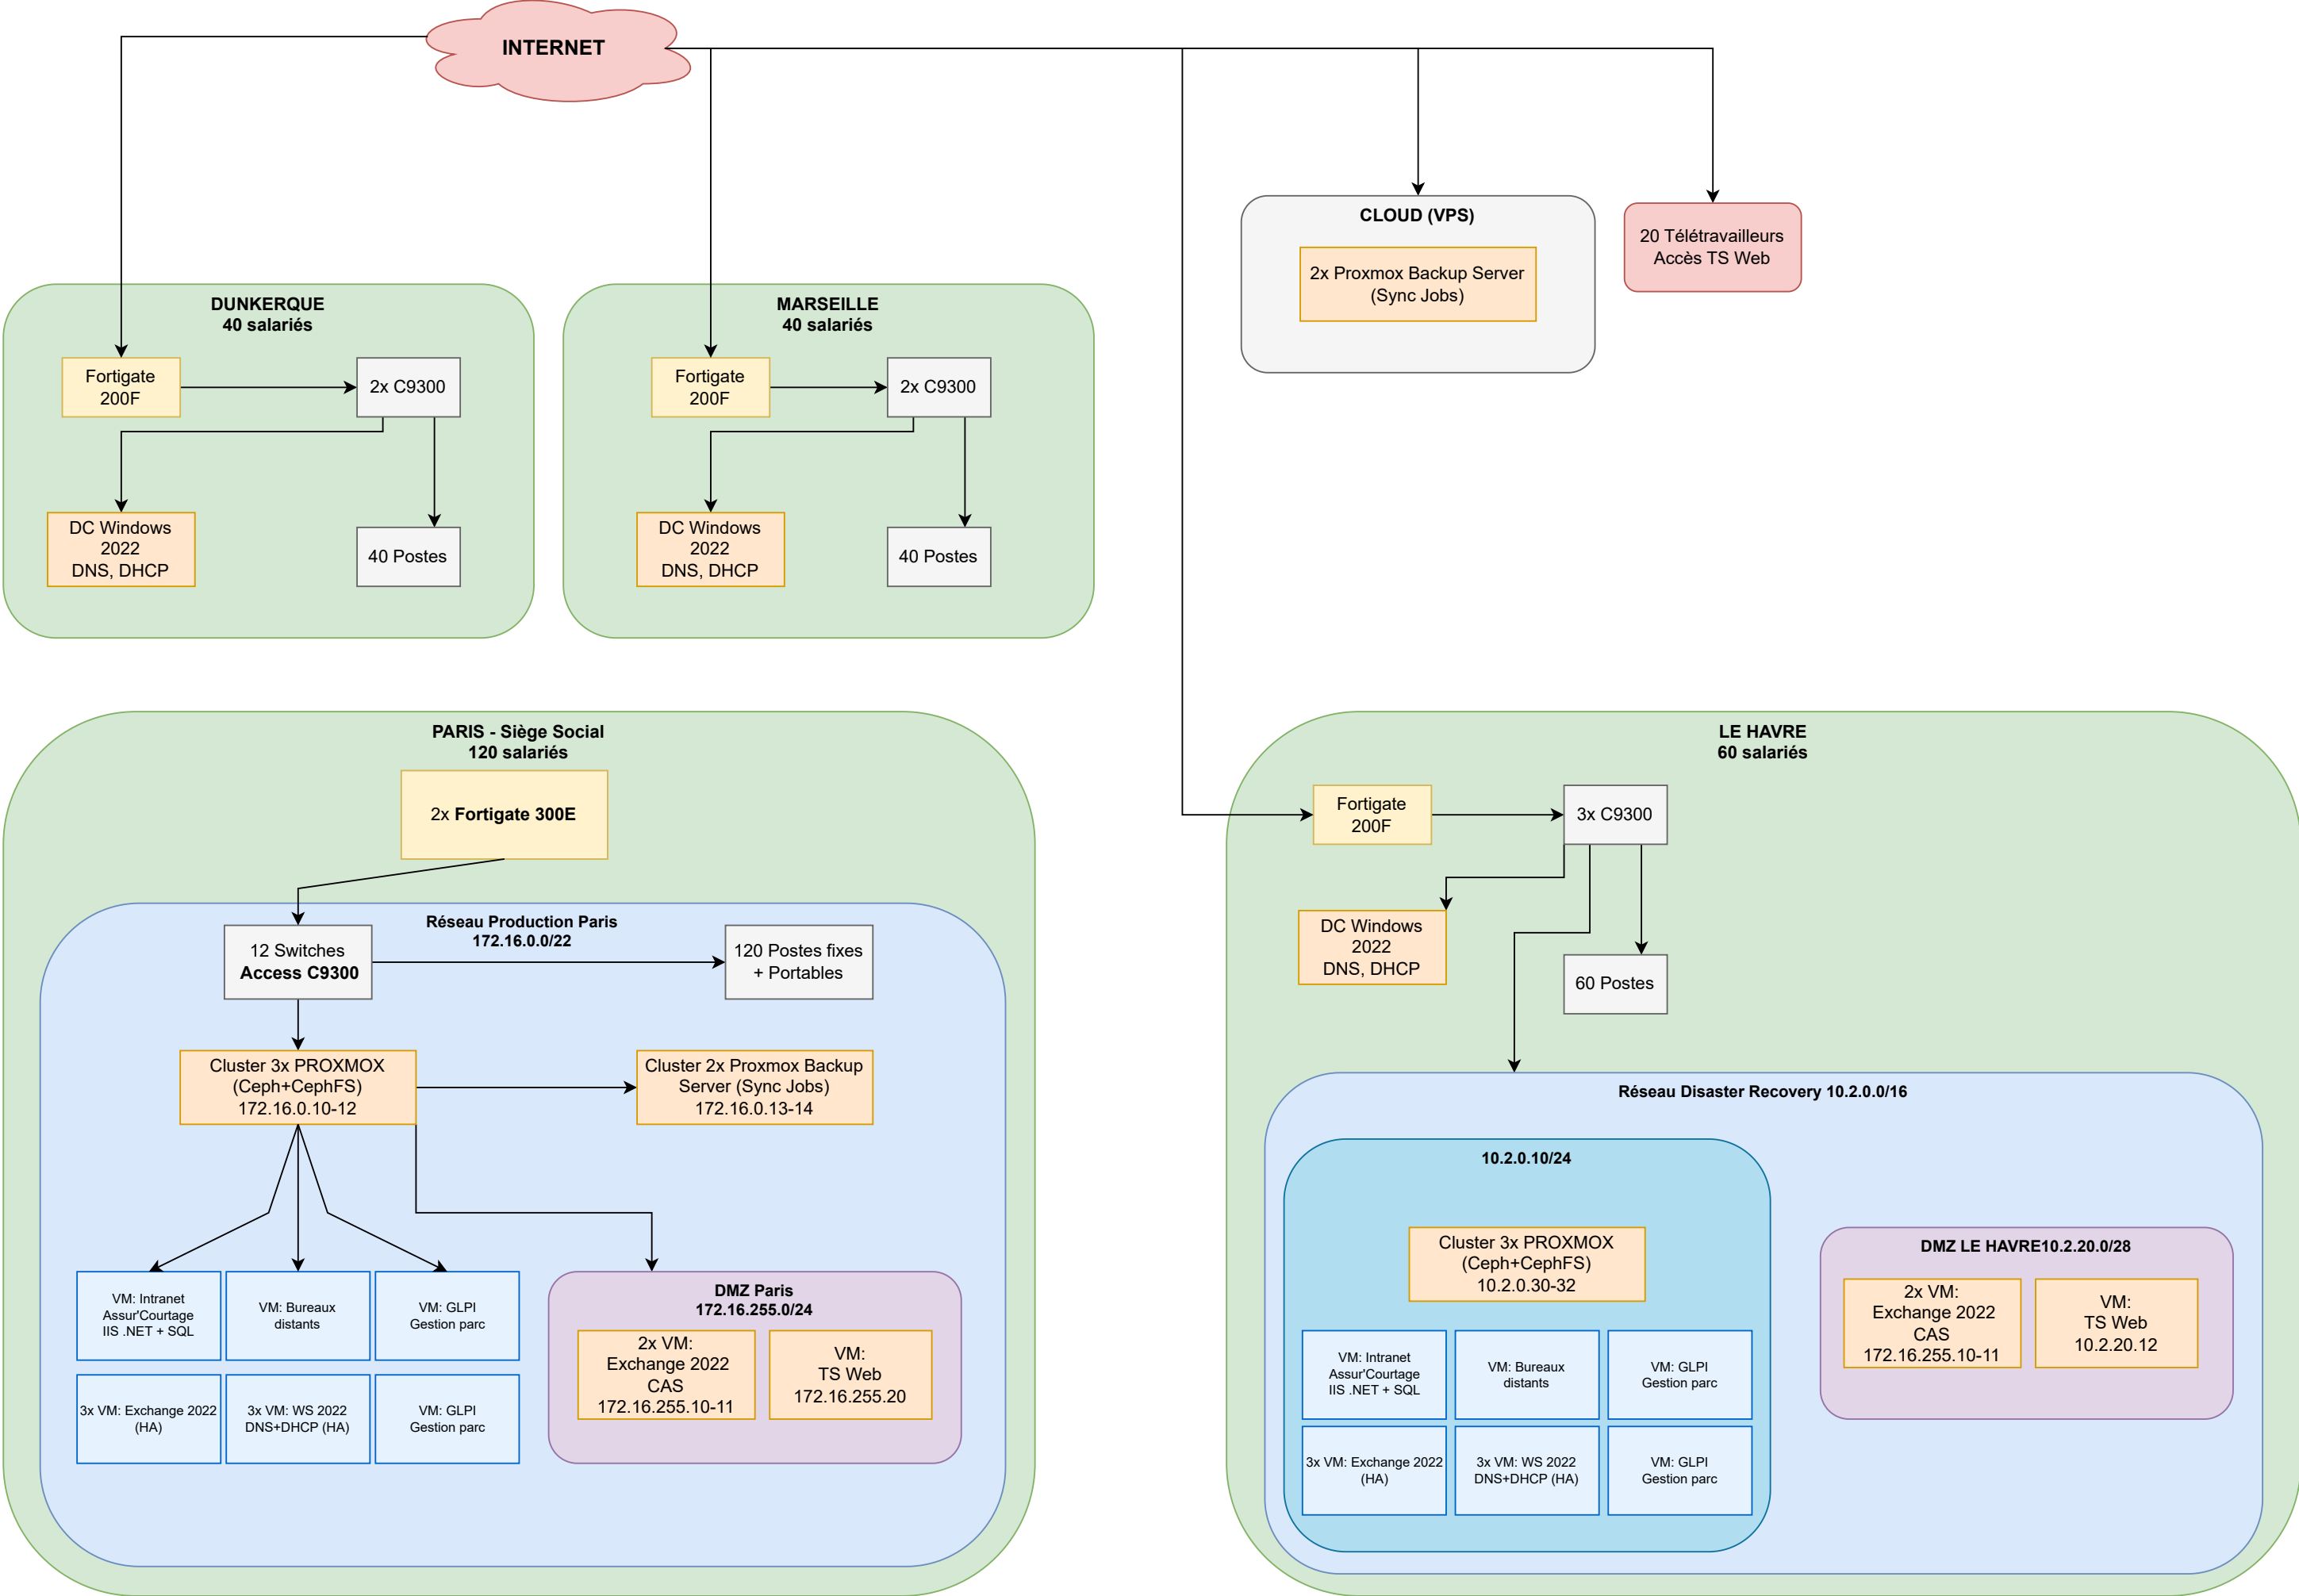 INTERNET
CLOUD (VPS)
2x Proxmox Backup Server
(Sync Jobs)
20 Télétravailleurs
Accès TS Web
DUNKERQUE
40 salariés
Fortigate
200F
2x C9300
DC Windows
2022
DNS, DHCP
40 Postes
MARSEILLE
40 salariés
Fortigate
200F
2x C9300
DC Windows
2022
DNS, DHCP
40 Postes
PARIS - Siège Social
120 salariés
2x Fortigate 300E
Réseau Production Paris
172.16.0.0/22
12 Switches
Access C9300
120 Postes fixes
+ Portables
Cluster 3x PROXMOX
(Ceph+CephFS)
172.16.0.10-12
Cluster 2x Proxmox Backup
Server (Sync Jobs)
172.16.0.13-14
VM: Intranet
Assur'Courtage
IIS .NET + SQL
VM: Bureaux
distants
VM: GLPI
Gestion parc
3x VM: Exchange 2022
(HA)
3x VM: WS 2022
DNS+DHCP (HA)
VM: GLPI
Gestion parc
DMZ Paris
172.16.255.0/24
2x VM:
Exchange 2022
CAS
172.16.255.10-11
VM:
TS Web
172.16.255.20
LE HAVRE
60 salariés
Fortigate
200F
3x C9300
DC Windows
2022
DNS, DHCP
60 Postes
Réseau Disaster Recovery 10.2.0.0/16
10.2.0.10/24
Cluster 3x PROXMOX
(Ceph+CephFS)
10.2.0.30-32
VM: Intranet
Assur'Courtage
IIS .NET + SQL
VM: Bureaux
distants
VM: GLPI
Gestion parc
3x VM: Exchange 2022
(HA)
3x VM: WS 2022
DNS+DHCP (HA)
VM: GLPI
Gestion parc
DMZ LE HAVRE10.2.20.0/28
2x VM:
Exchange 2022
CAS
172.16.255.10-11
VM:
TS Web
10.2.20.12